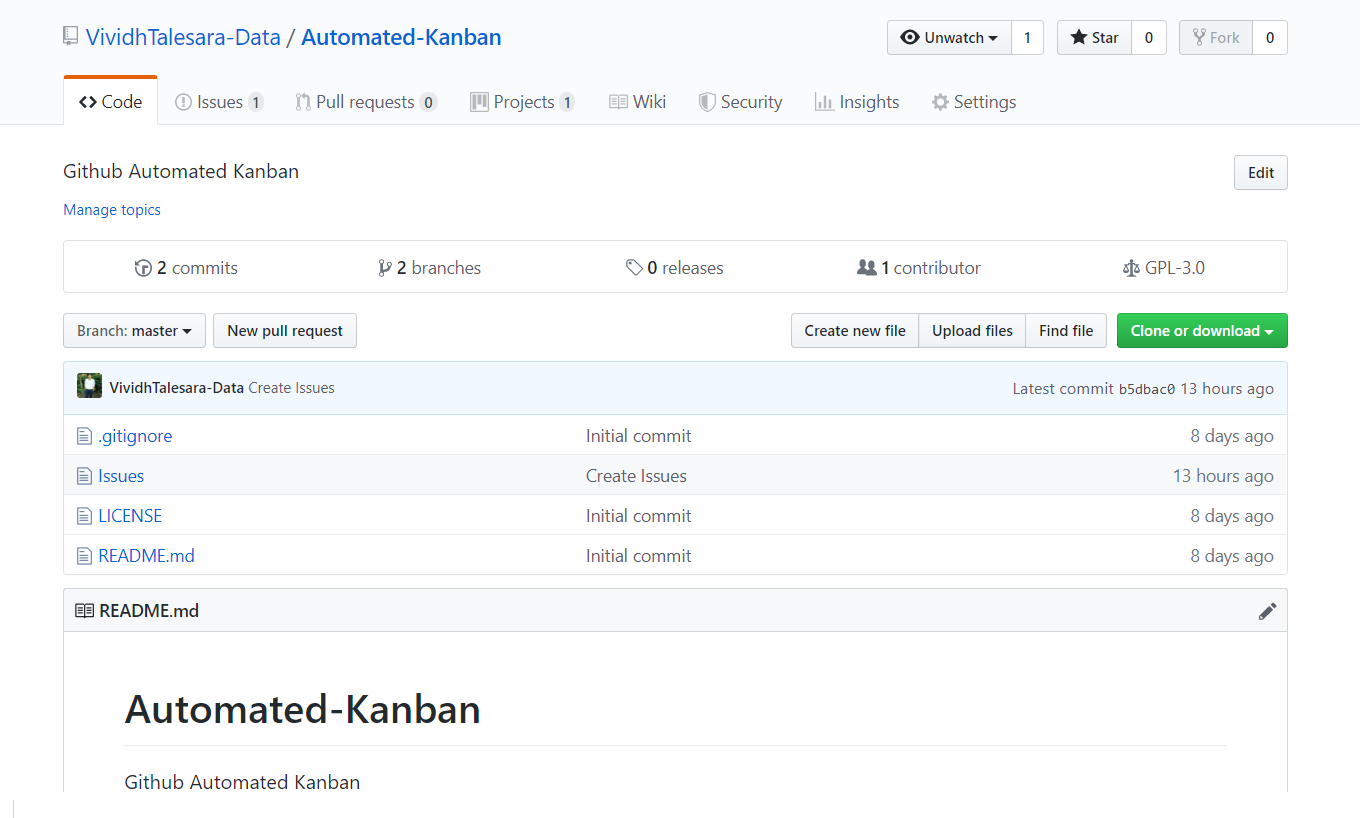 VividhTalesara-Data / Automated-Kanban Unwatch 1 Star 0 Fork 0
Code Issues 1 Pull requests 0 Projects 1 Wiki Security Insights Settings
Github Automated Kanban Edit
Manage topics
2 commits 2 branches 0 releases 1 contributor GPL-3.0
Branch: master New pull request Create new file Upload files Find file Clone or download
VividhTalesara-Data Create Issues Latest commit b5dbac0 13 hours ago
.gitignore Initial commit 8 days ago
Issues Create Issues 13 hours ago
LICENSE Initial commit 8 days ago
README.md Initial commit 8 days ago
README.md
Automated-Kanban
Github Automated Kanban